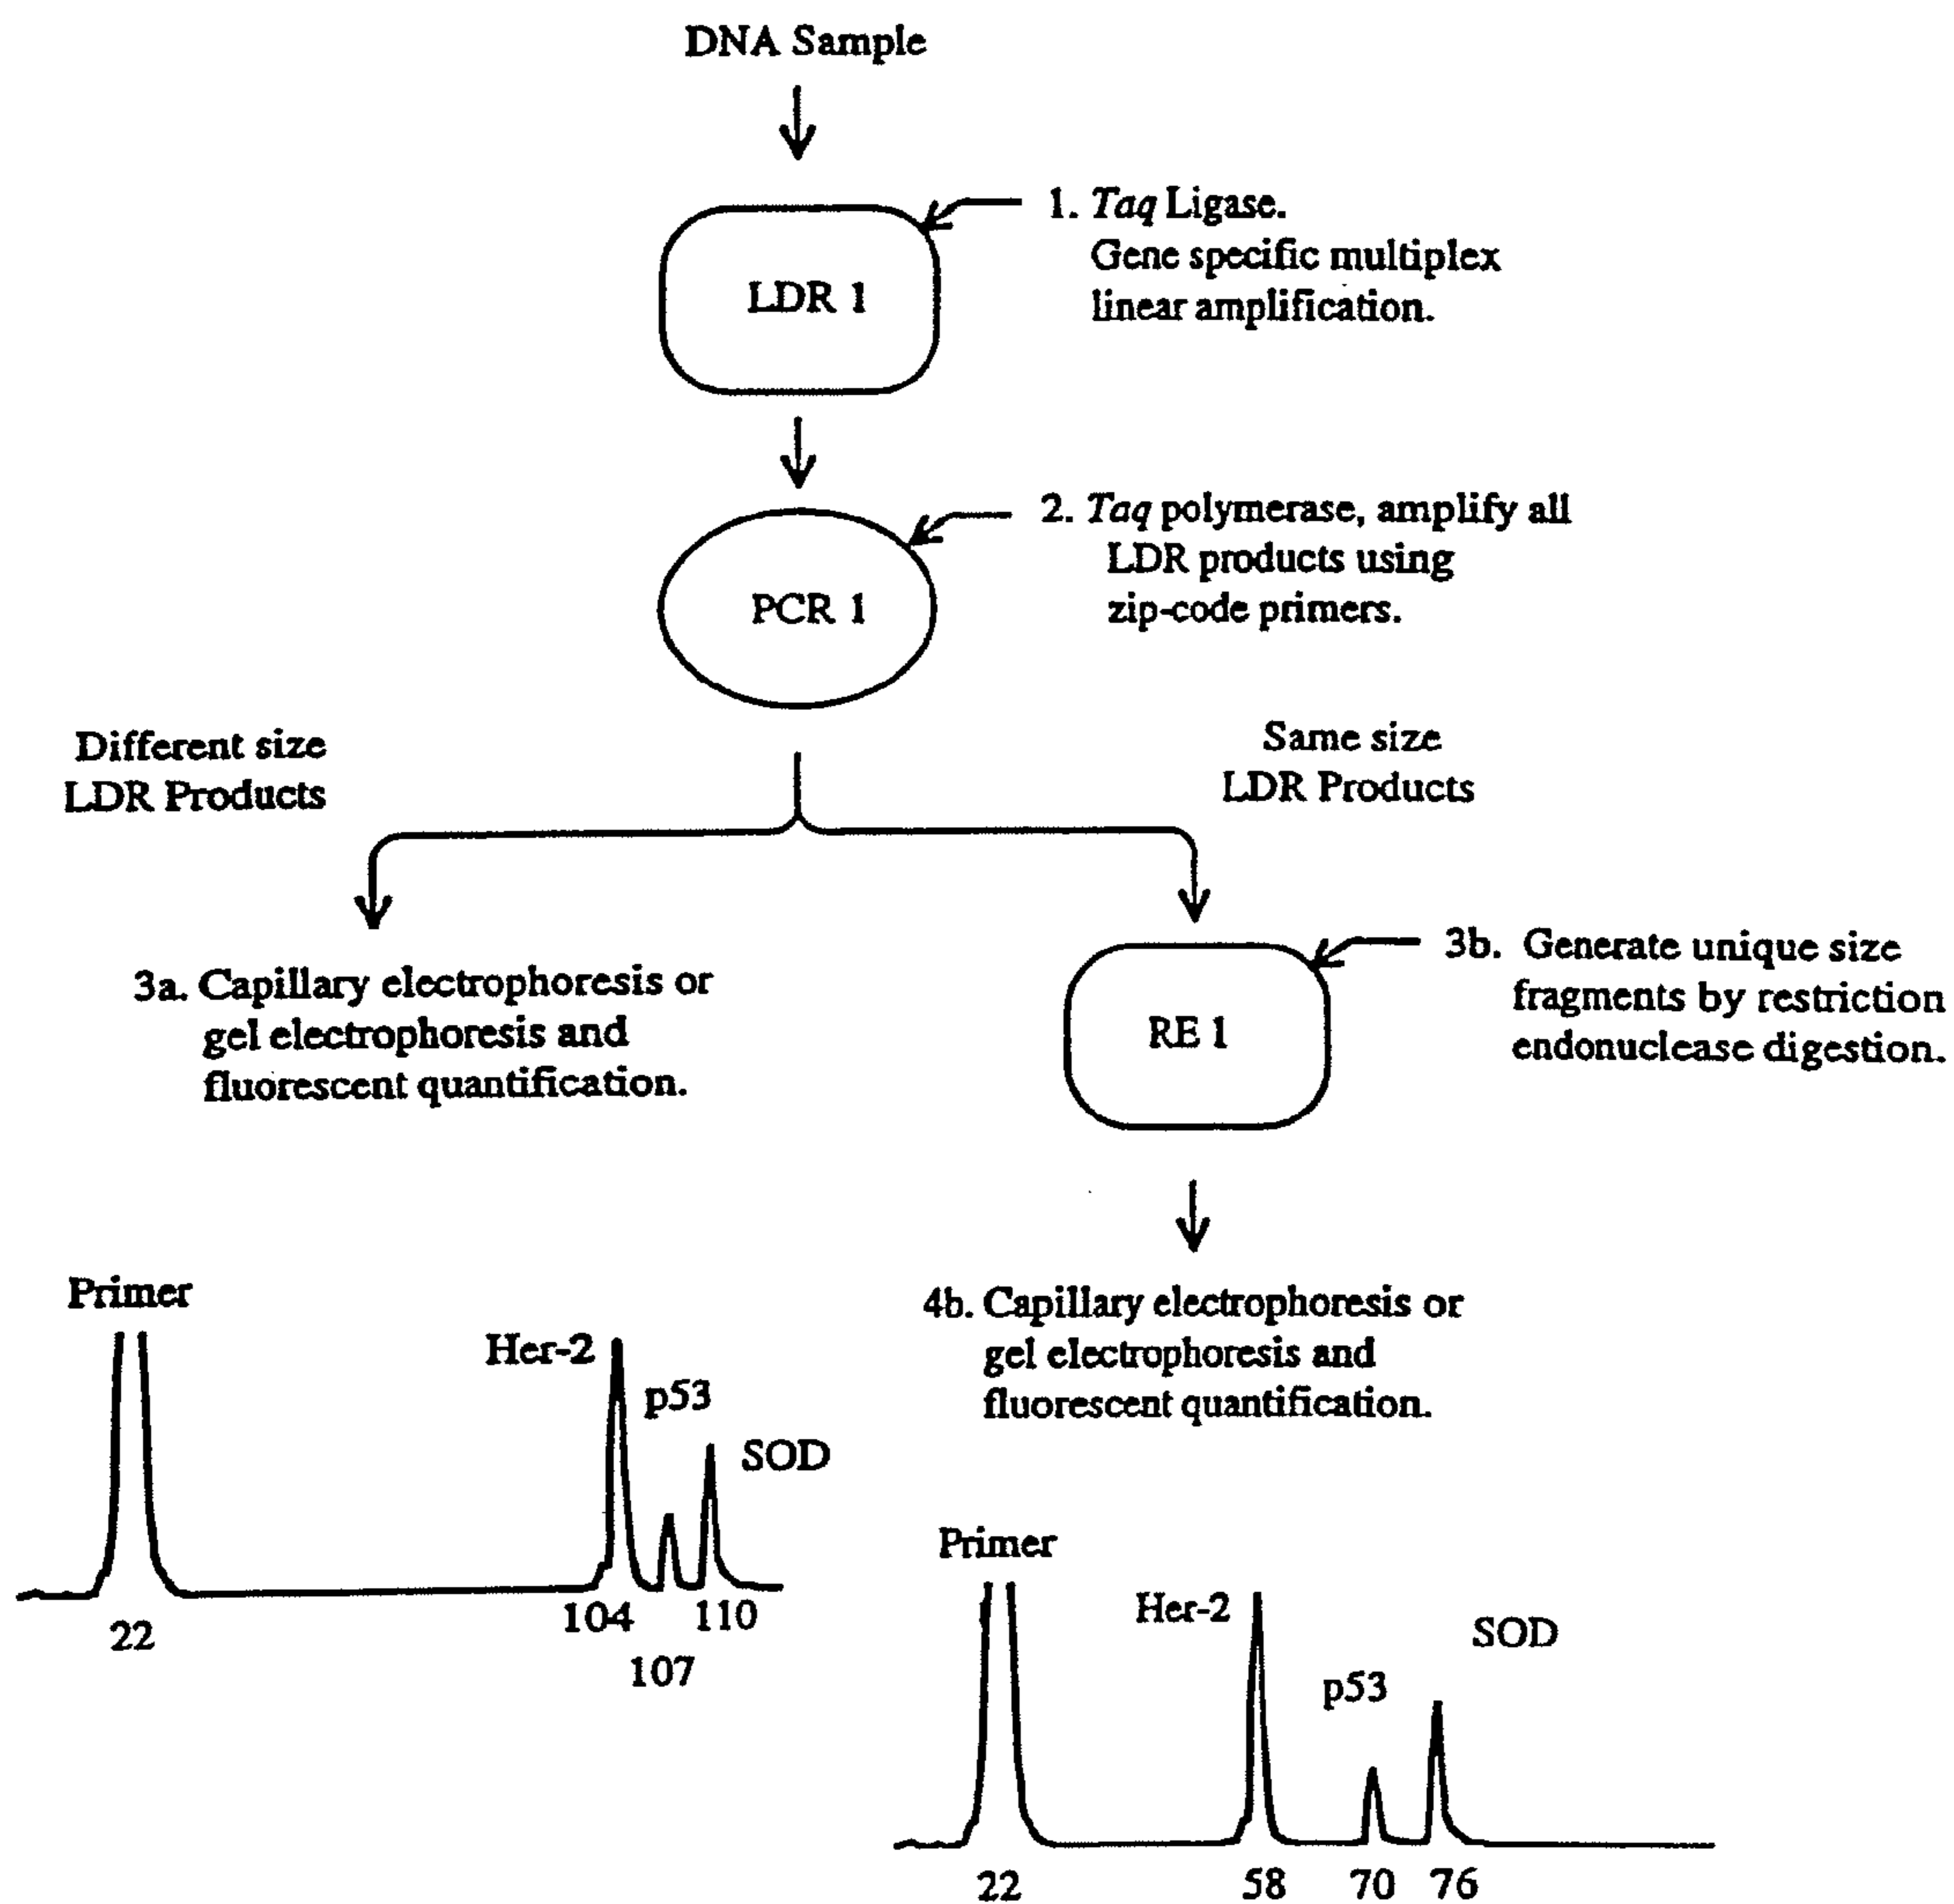 DNA Sample
1. Taq Ligase.
Gene specific multiplex
linear amplification.
LDR 1
2. Taq polymerase, amplify all
LDR products using
zip-code primers.
PCR 1
Different size
LDR Products
Same size
LDR Products
3a. Capillary electrophoresis or
gel electrophoresis and
fluorescent quantification.
RE 1
3b. Generate unique size
fragments by restriction
endonuclease digestion.
4b. Capillary electrophoresis or
gel electrophoresis and
fluorescent quantification.
Primer
Her-2
p53
SOD
22
104
107
110
Primer
Her-2
p53
SOD
22
58
70
76